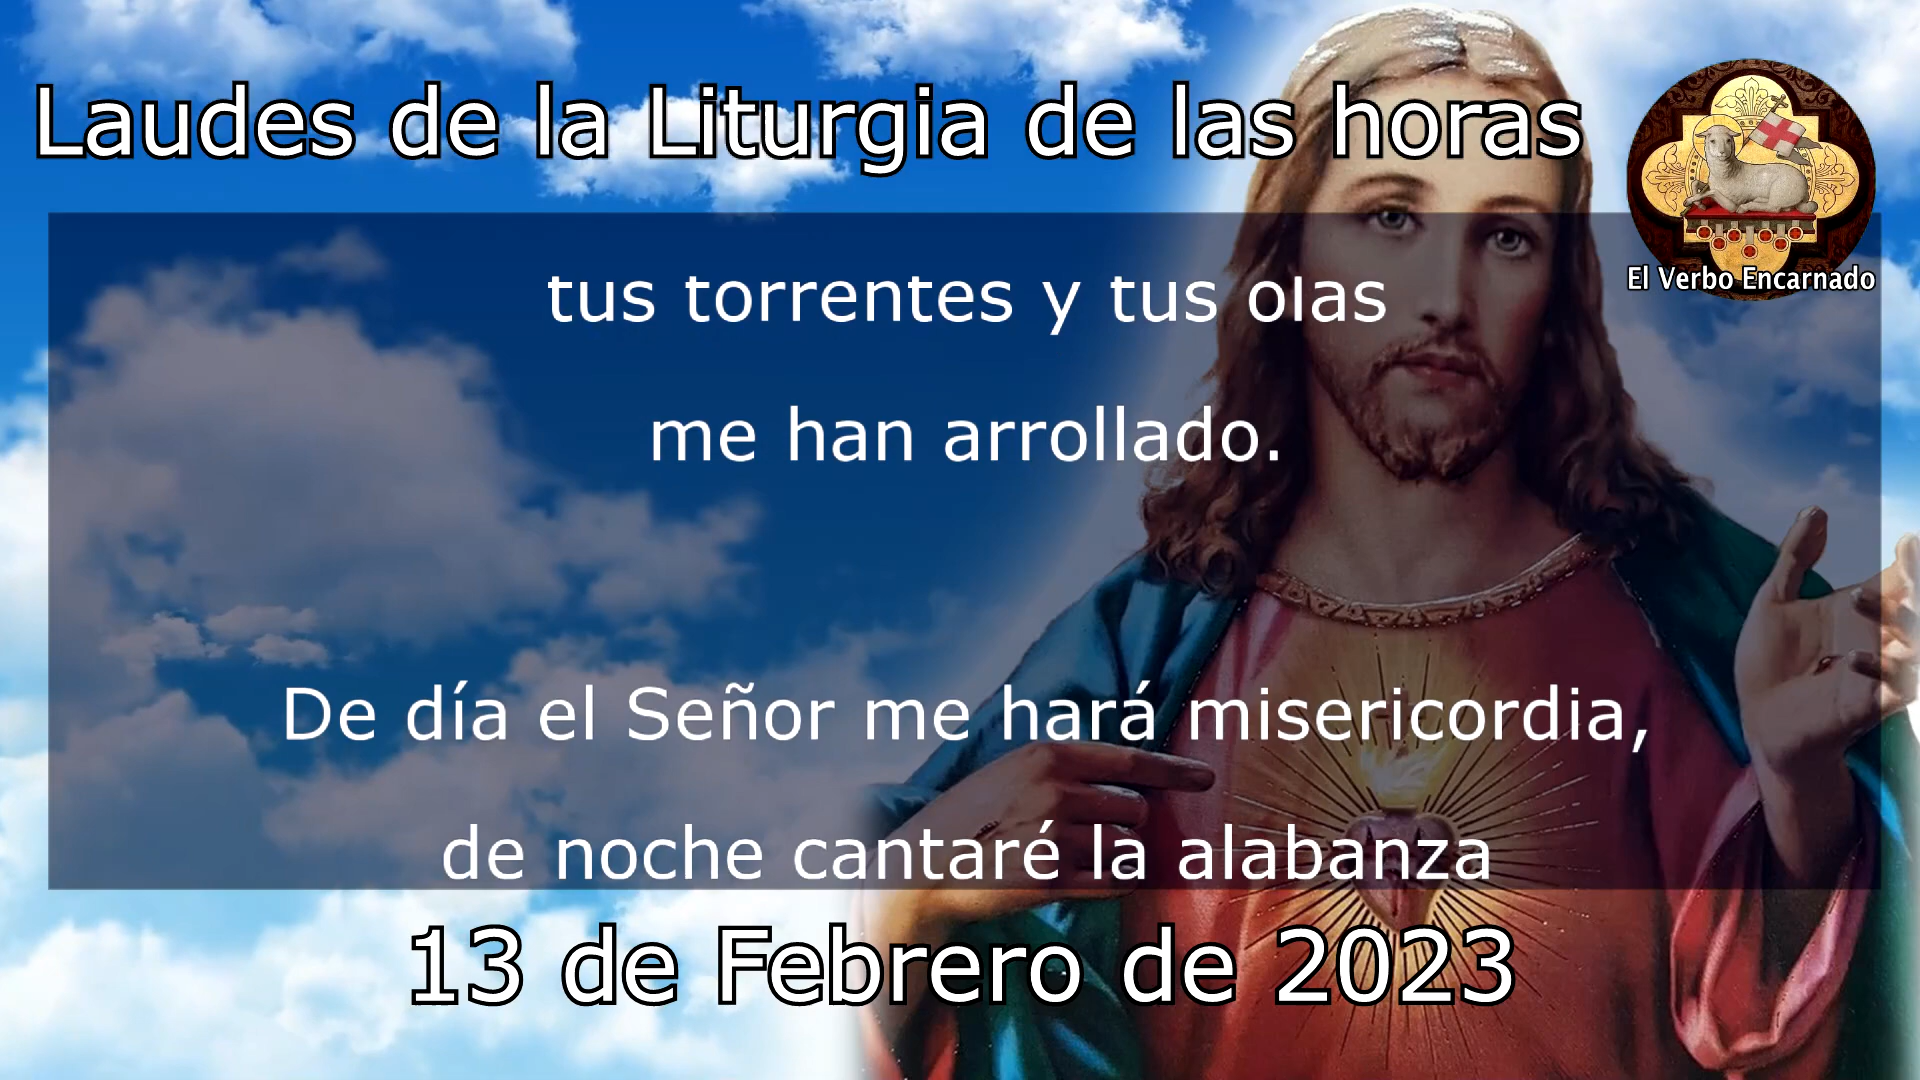 Laudes de la Liturgia de las horas
El Verbo Encarnado
tus torrentes y tus olas
me han arrollado.
De día el Señor me hará misericordia,
de noche cantaré la alabanza
13 de Febrero de 2023